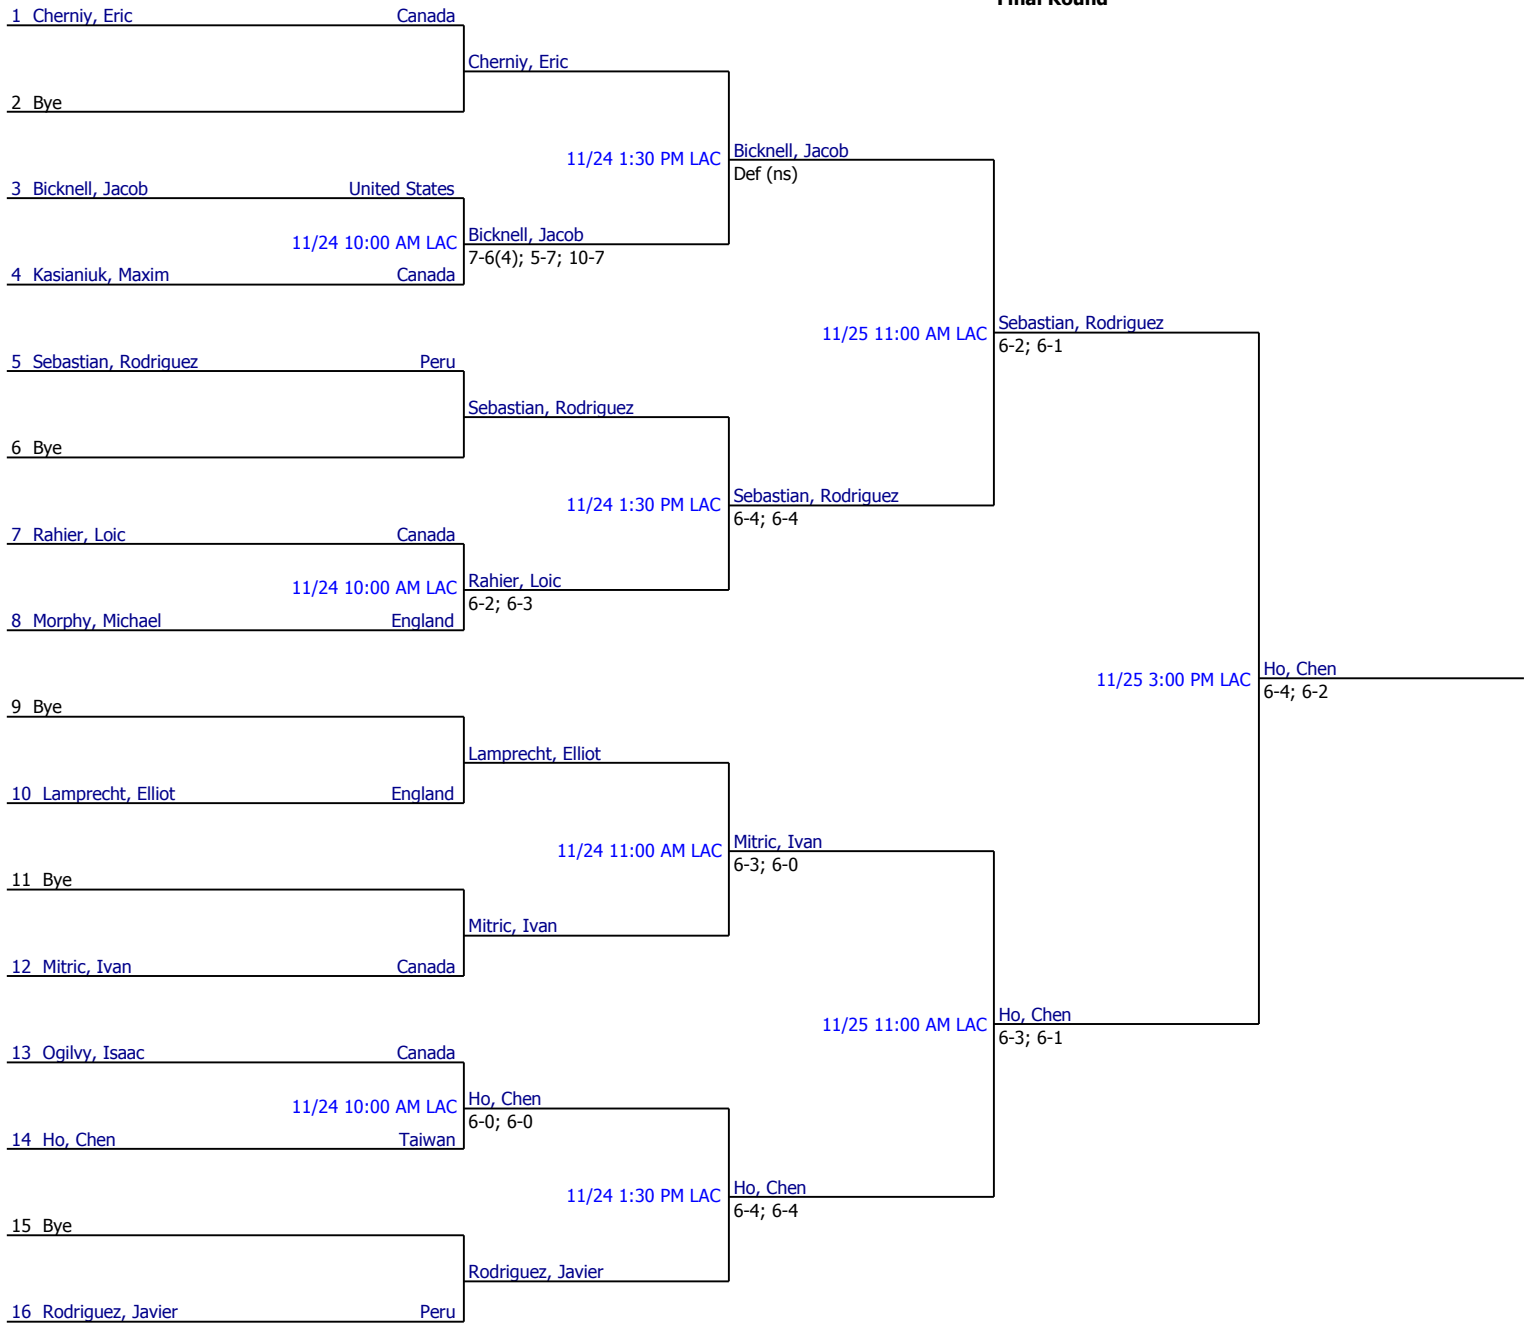 Final Round
1 Cherniy, Eric Canada
Cherniy, Eric
2 Bye
11/24 1:30 PM LAC Bicknell, Jacob
Def (ns)
3 Bicknell, Jacob United States
11/24 10:00 AM LAC Bicknell, Jacob
7-6(4); 5-7; 10-7
4 Kasianiuk, Maxim Canada
11/25 11:00 AM LAC Sebastian, Rodriguez
6-2; 6-1
5 Sebastian, Rodriguez Peru
Sebastian, Rodriguez
6 Bye
11/24 1:30 PM LAC Sebastian, Rodriguez
6-4; 6-4
7 Rahier, Loic Canada
11/24 10:00 AM LAC Rahier, Loic
6-2; 6-3
8 Morphy, Michael England
11/25 3:00 PM LAC Ho, Chen
6-4; 6-2
9 Bye
Lamprecht, Elliot
10 Lamprecht, Elliot England
11/24 11:00 AM LAC Mitric, Ivan
6-3; 6-0
11 Bye
Mitric, Ivan
12 Mitric, Ivan Canada
11/25 11:00 AM LAC Ho, Chen
6-3; 6-1
13 Ogilvy, Isaac Canada
11/24 10:00 AM LAC Ho, Chen
6-0; 6-0
14 Ho, Chen Taiwan
11/24 1:30 PM LAC Ho, Chen
6-4; 6-4
15 Bye
Rodriguez, Javier
16 Rodriguez, Javier Peru